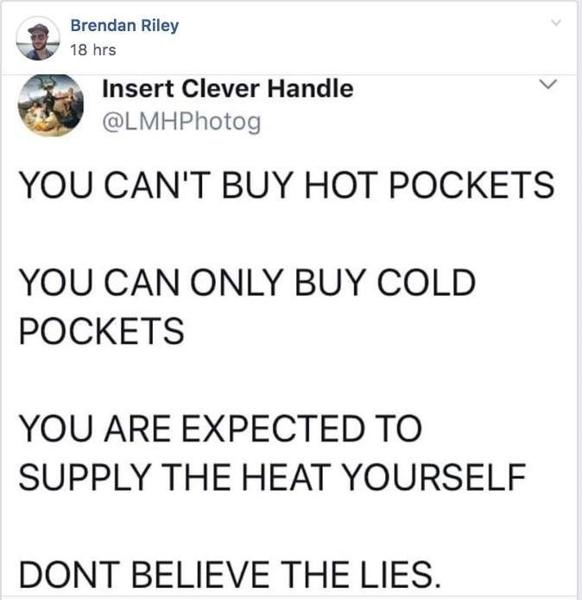 Brendan Riley
18 hrs
Insert Clever Handle
@LMHPhotog
YOU CAN'T BUY HOT POCKETS
YOU CAN ONLY BUY COLD
POCKETS
YOU ARE EXPECTED TO
SUPPLY THE HEAT YOURSELF
DONT BELIEVE THE LIES.